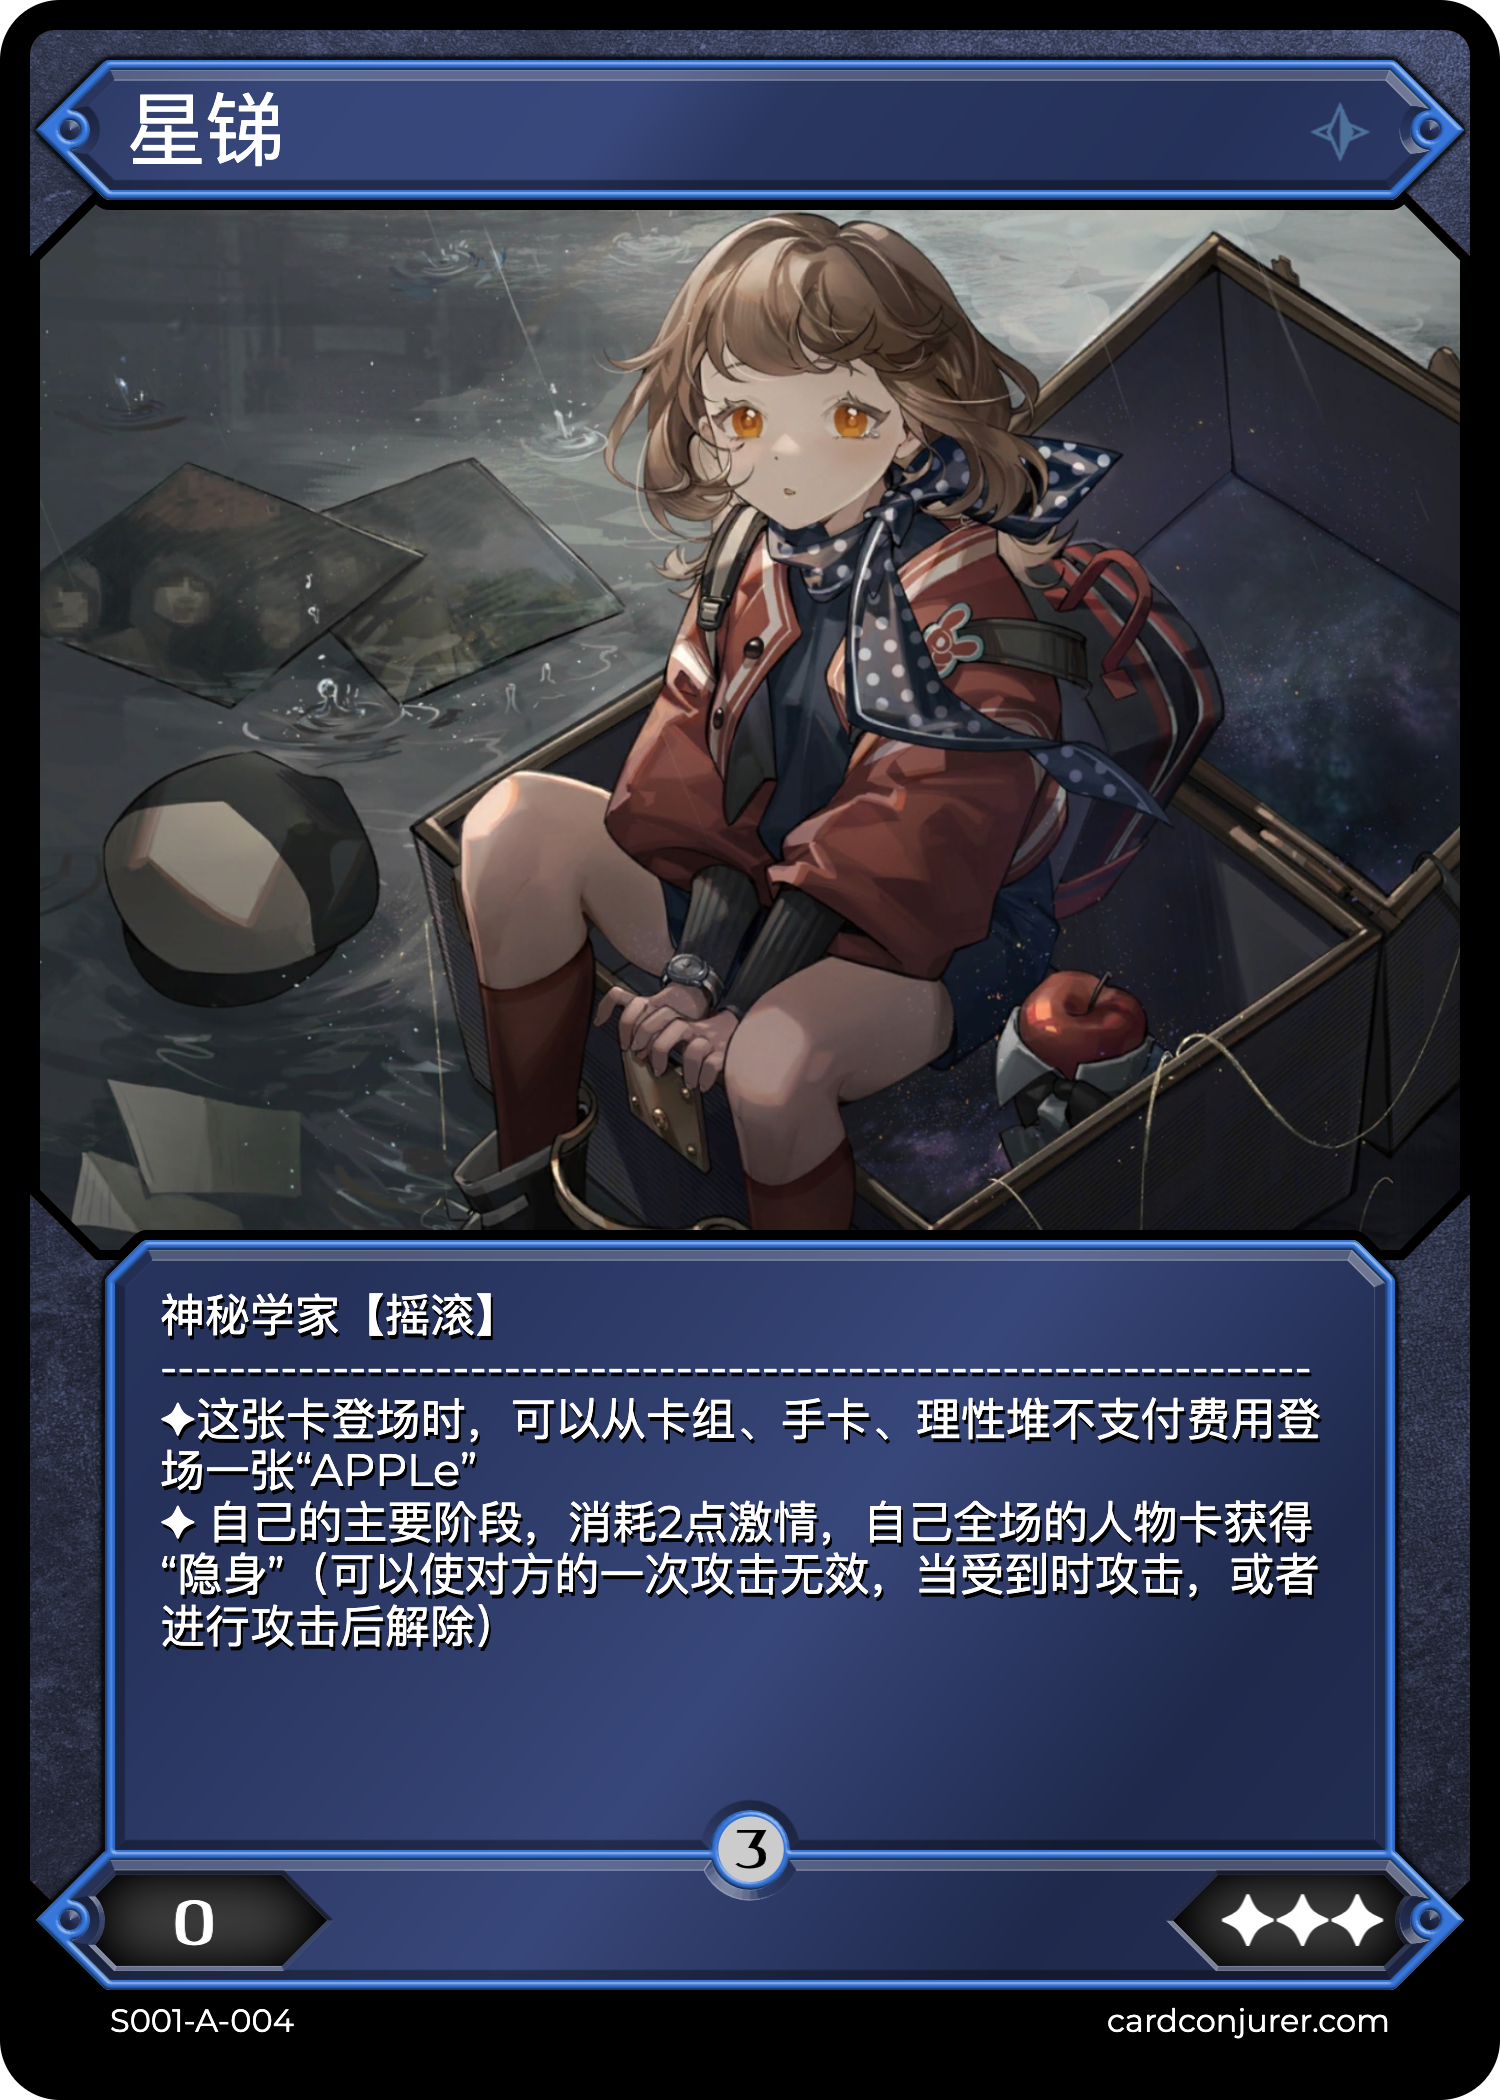 星锑
神秘学家【摇滚】
----------------------------------------------------------------------
✦这张卡登场时，可以从卡组、手卡、理性堆不支付费用登
场一张“APPLe”
✦ 自己的主要阶段，消耗2点激情，自己全场的人物卡获得
“隐身”（可以使对方的一次攻击无效，当受到时攻击，或者
进行攻击后解除）
3
0
✦✦✦
S001-A-004
cardconjurer.com